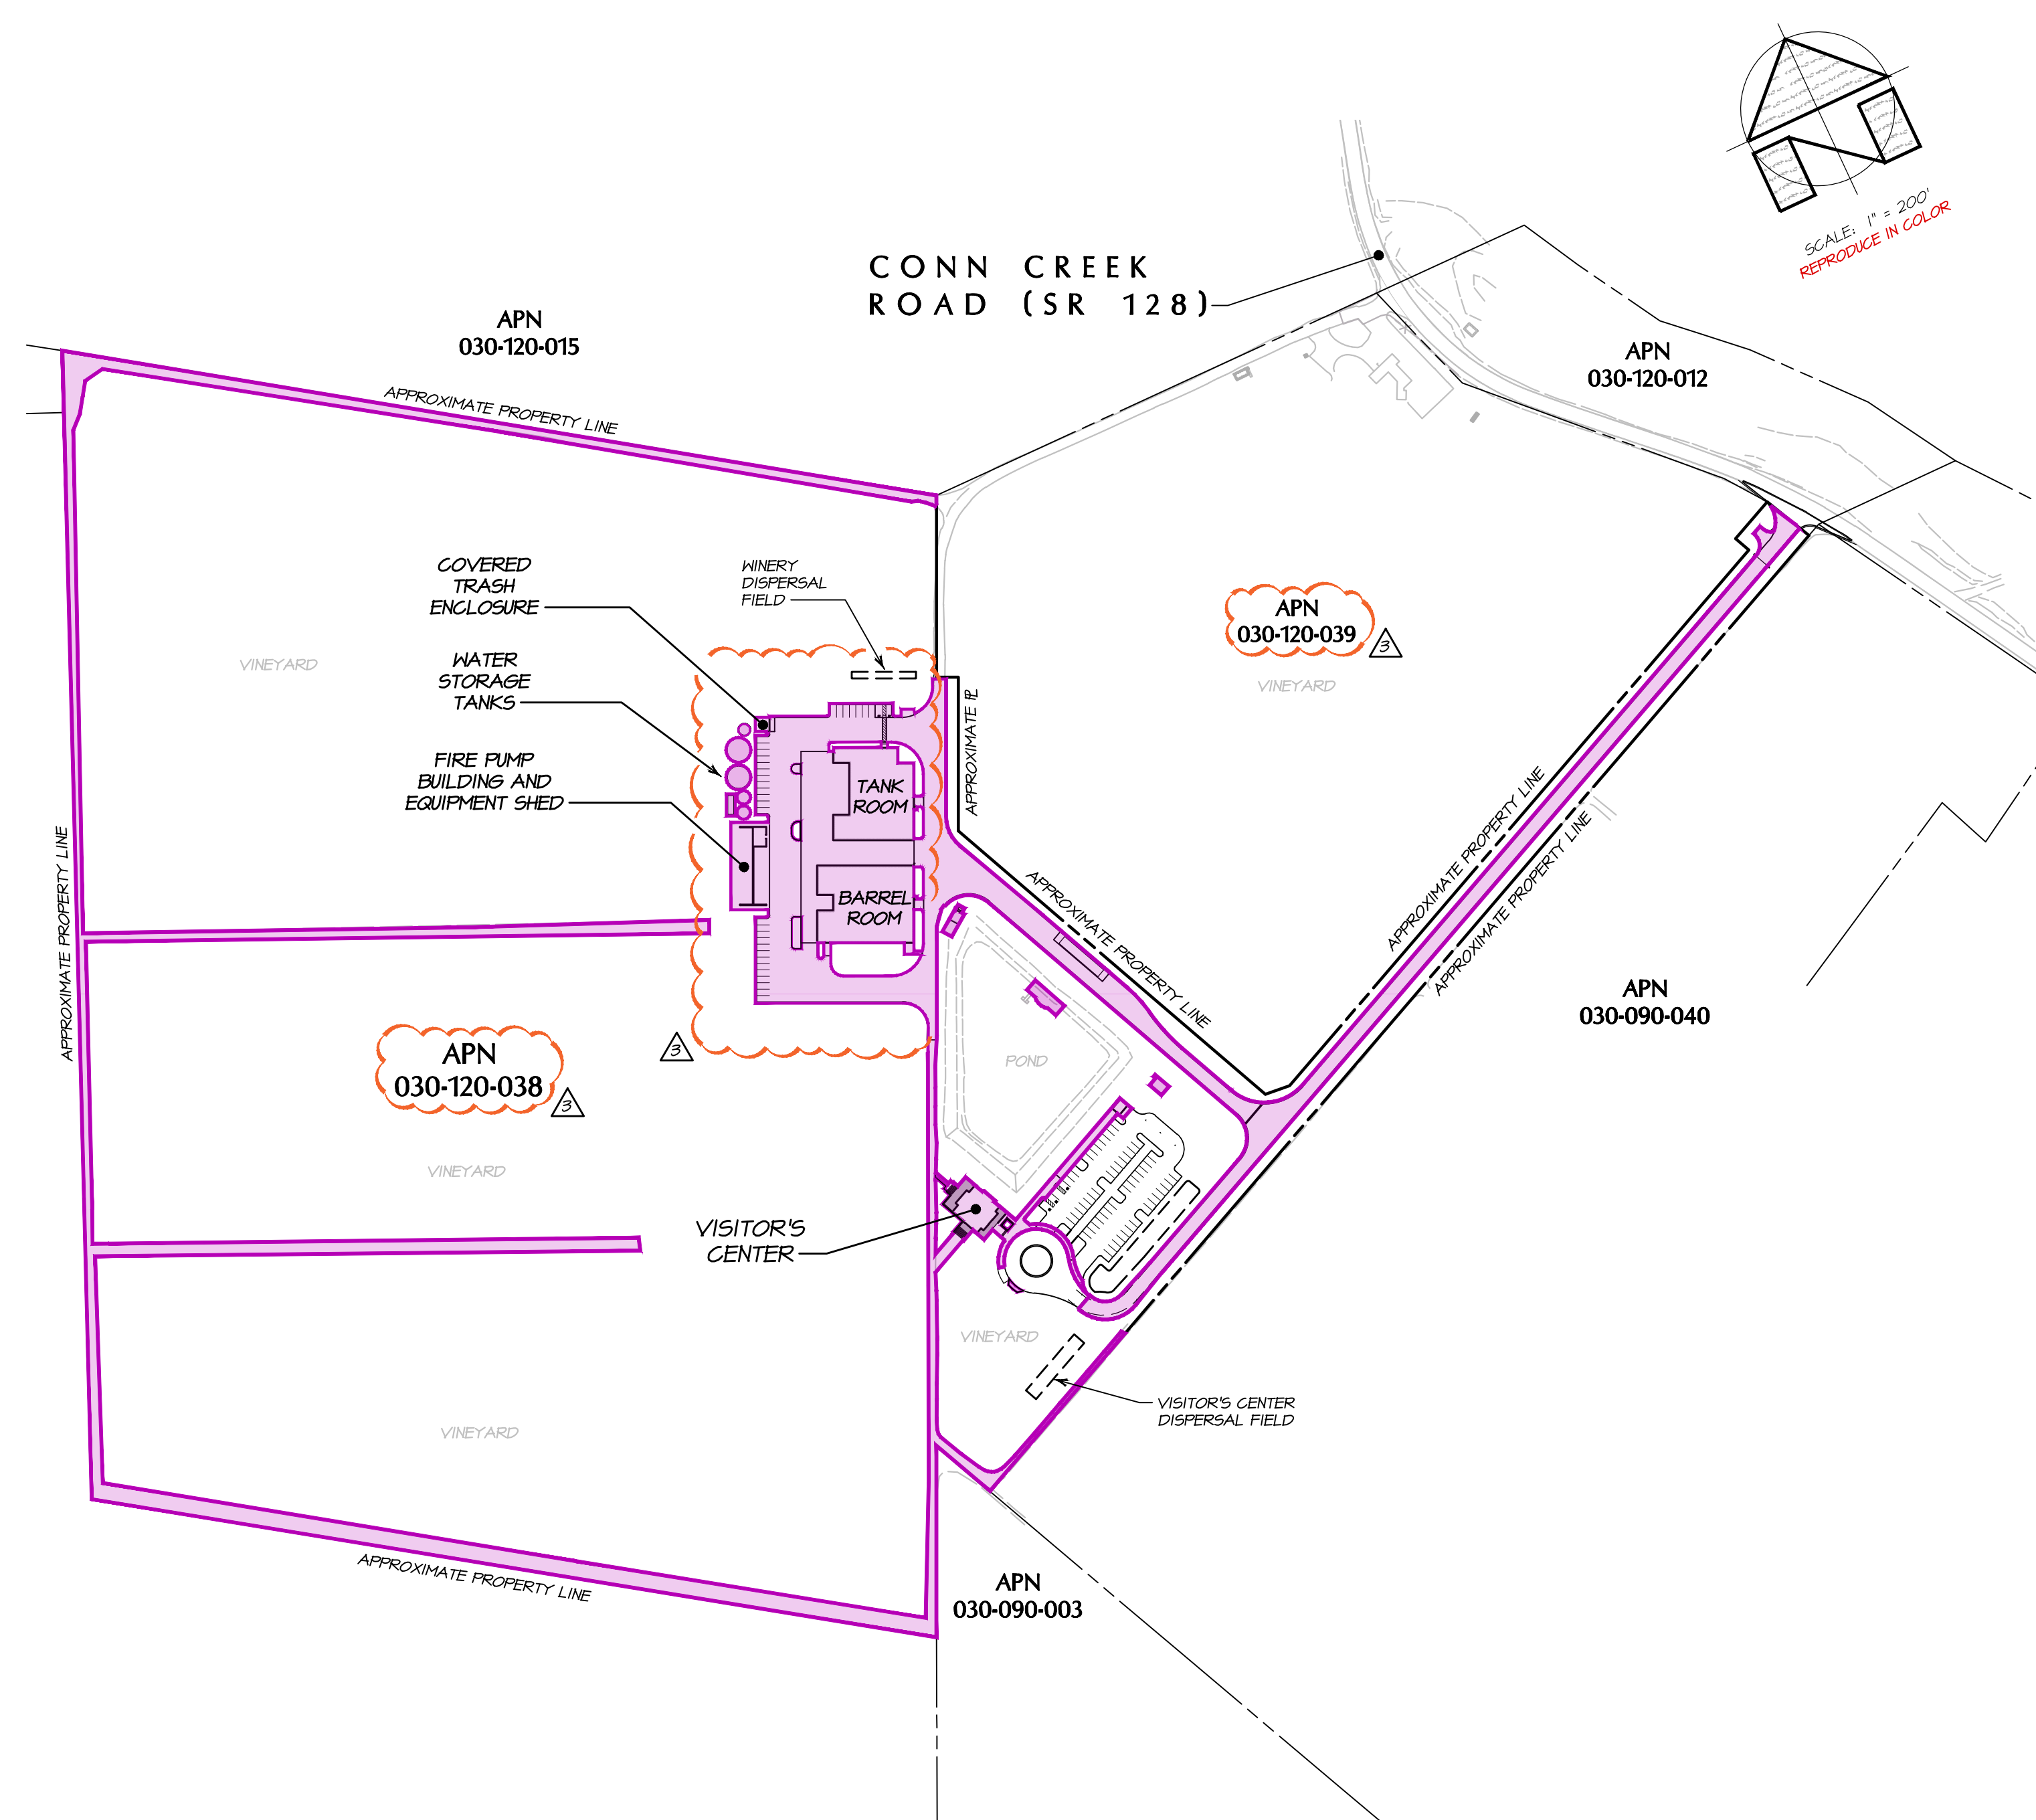 SCALE: 1" = 200'
REPRODUCE IN COLOR
CONN CREEK
ROAD (SR 128)
APN
030-120-015
APN
030-120-012
APPROXIMATE PROPERTY LINE
COVERED
TRASH
ENCLOSURE
WINERY
DISPERSAL
FIELD
APN
030-120-039
3
VINEYARD
VINEYARD
WATER
STORAGE
TANKS
APPROXIMATE PL
FIRE PUMP
BUILDING AND
EQUIPMENT SHED
TANK
ROOM
BARREL
ROOM
APPROXIMATE PROPERTY LINE
APPROXIMATE PROPERTY LINE
APPROXIMATE PROPERTY LINE
APPROXIMATE PROPERTY LINE
APN
030-090-040
3
APN
030-120-038
3
POND
VINEYARD
VISITOR'S
CENTER
VINEYARD
VISITOR'S CENTER
DISPERSAL FIELD
VINEYARD
APPROXIMATE PROPERTY LINE
APN
030-090-003